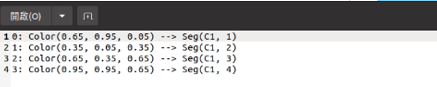 開啟(O)
1 0: Color(0.65, 0.95, 0.05) --> Seg(C1, 1)
2 1: Color(0.35, 0.05, 0.35) --> Seg(C1, 2)
3 2: Color(0.65, 0.35, 0.65) --> Seg(C1, 3)
4 3: Color(0.95, 0.95, 0.65) --> Seg(C1, 4)